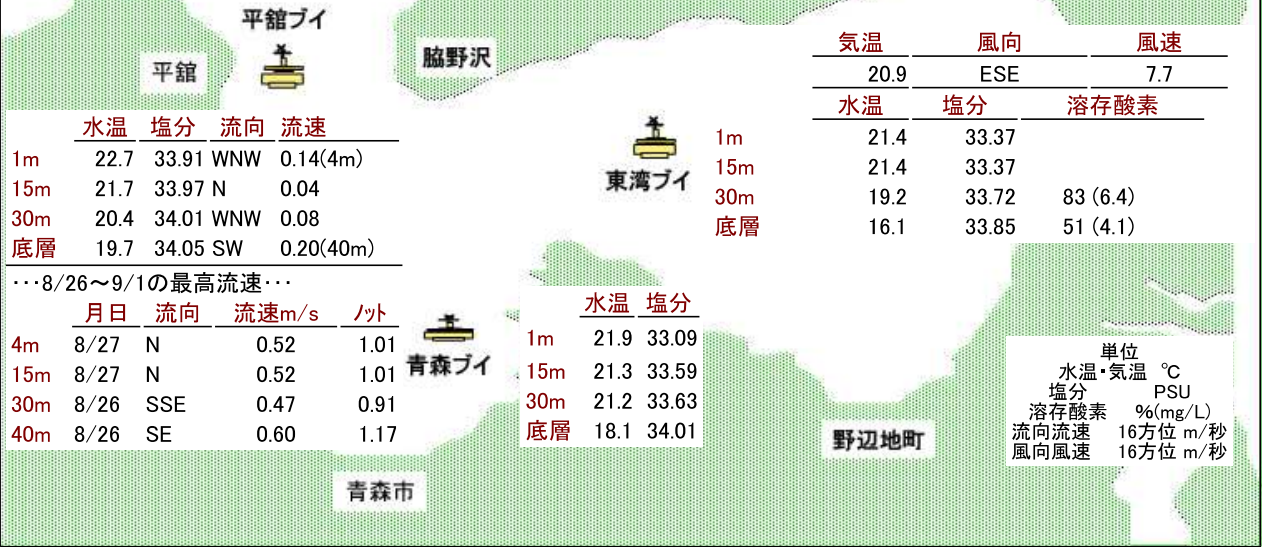 平舘ブイ
平舘
脇野沢
気温 風向 風速
20.9 ESE 7.7
水温 塩分 溶存酸素
1m 21.4 33.37
15m 21.4 33.37
30m 19.2 33.72 83 (6.4)
底層 16.1 33.85 51 (4.1)
東湾ブイ
水温 塩分 流向 流速
1m 22.7 33.91 WNW 0.14(4m)
15m 21.7 33.97 N 0.04
30m 20.4 34.01 WNW 0.08
底層 19.7 34.05 SW 0.20(40m)
…8/26～9/1の最高流速…
月日 流向 流速m/s ノット
4m 8/27 N 0.52 1.01
15m 8/27 N 0.52 1.01
30m 8/26 SSE 0.47 0.91
40m 8/26 SE 0.60 1.17
青森ブイ
水温 塩分
1m 21.9 33.09
15m 21.3 33.59
30m 21.2 33.63
底層 18.1 34.01
単位
水温・気温 ℃
塩分 PSU
溶存酸素 %(mg/L)
流向流速 16方位 m/秒
風向風速 16方位 m/秒
野辺地町
青森市